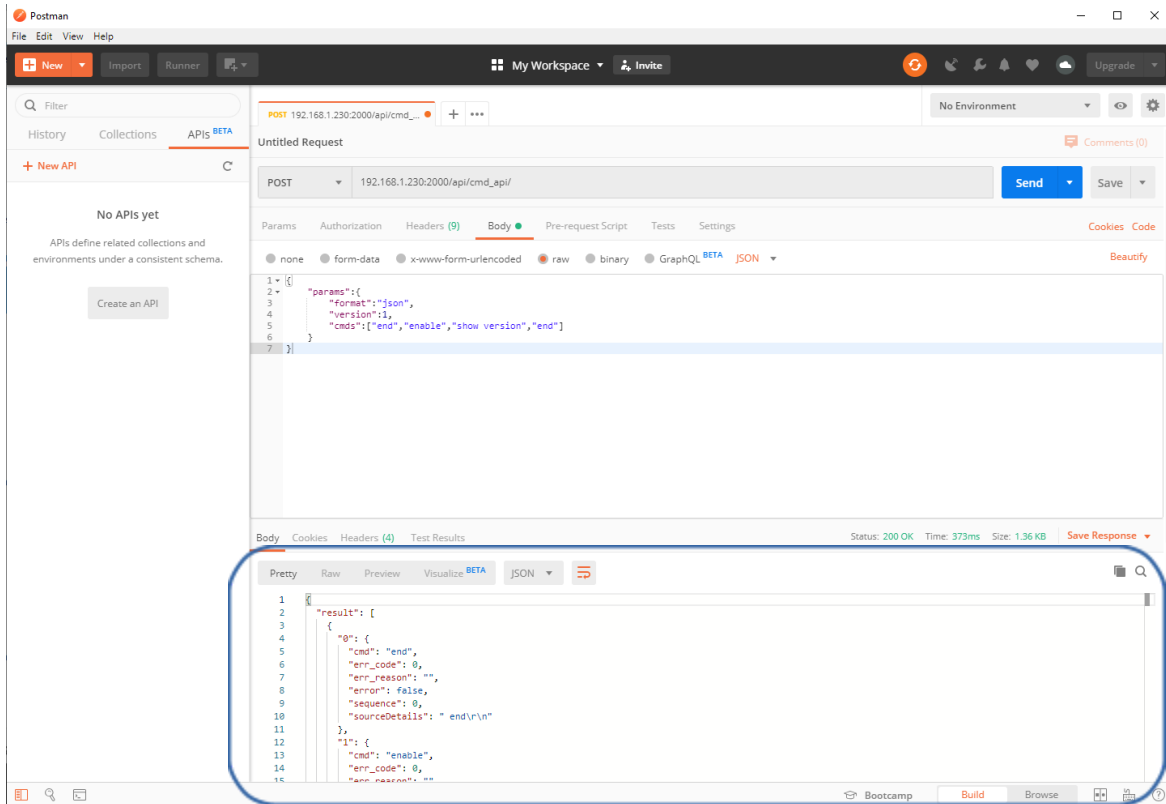 Postman
File Edit View Help
New Import Runner My Workspace Invite Upgrade
Filter
History Collections APIs BETA
+ New API
No APIs yet
APIs define related collections and
environments under a consistent schema.
Create an API
POST 192.168.1.230:2000/api/cmd_... + ••• No Environment
Untitled Request Comments (0)
POST 192.168.1.230:2000/api/cmd_api/ Send Save
Params Authorization Headers (9) Body Pre-request Script Tests Settings Cookies Code
none form-data x-www-form-urlencoded raw binary GraphQL BETA JSON Beautify
1 {
2 "params":{
3 "format":"json",
4 "version":1,
5 "cmds":["end","enable","show version","end"]
6 }
7 }
Body Cookies Headers (4) Test Results Status: 200 OK Time: 373ms Size: 1.36 KB Save Response
Pretty Raw Preview Visualize BETA JSON
1 {
2 "result": [
3 {
4 "0": {
5 "cmd": "end",
6 "err_code": 0,
7 "err_reason": "",
8 "error": false,
9 "sequence": 0,
10 "sourceDetails": " end\r\n"
11 },
12 "1": {
13 "cmd": "enable",
14 "err_code": 0,
15 "err_reason": ""
Bootcamp Build Browse